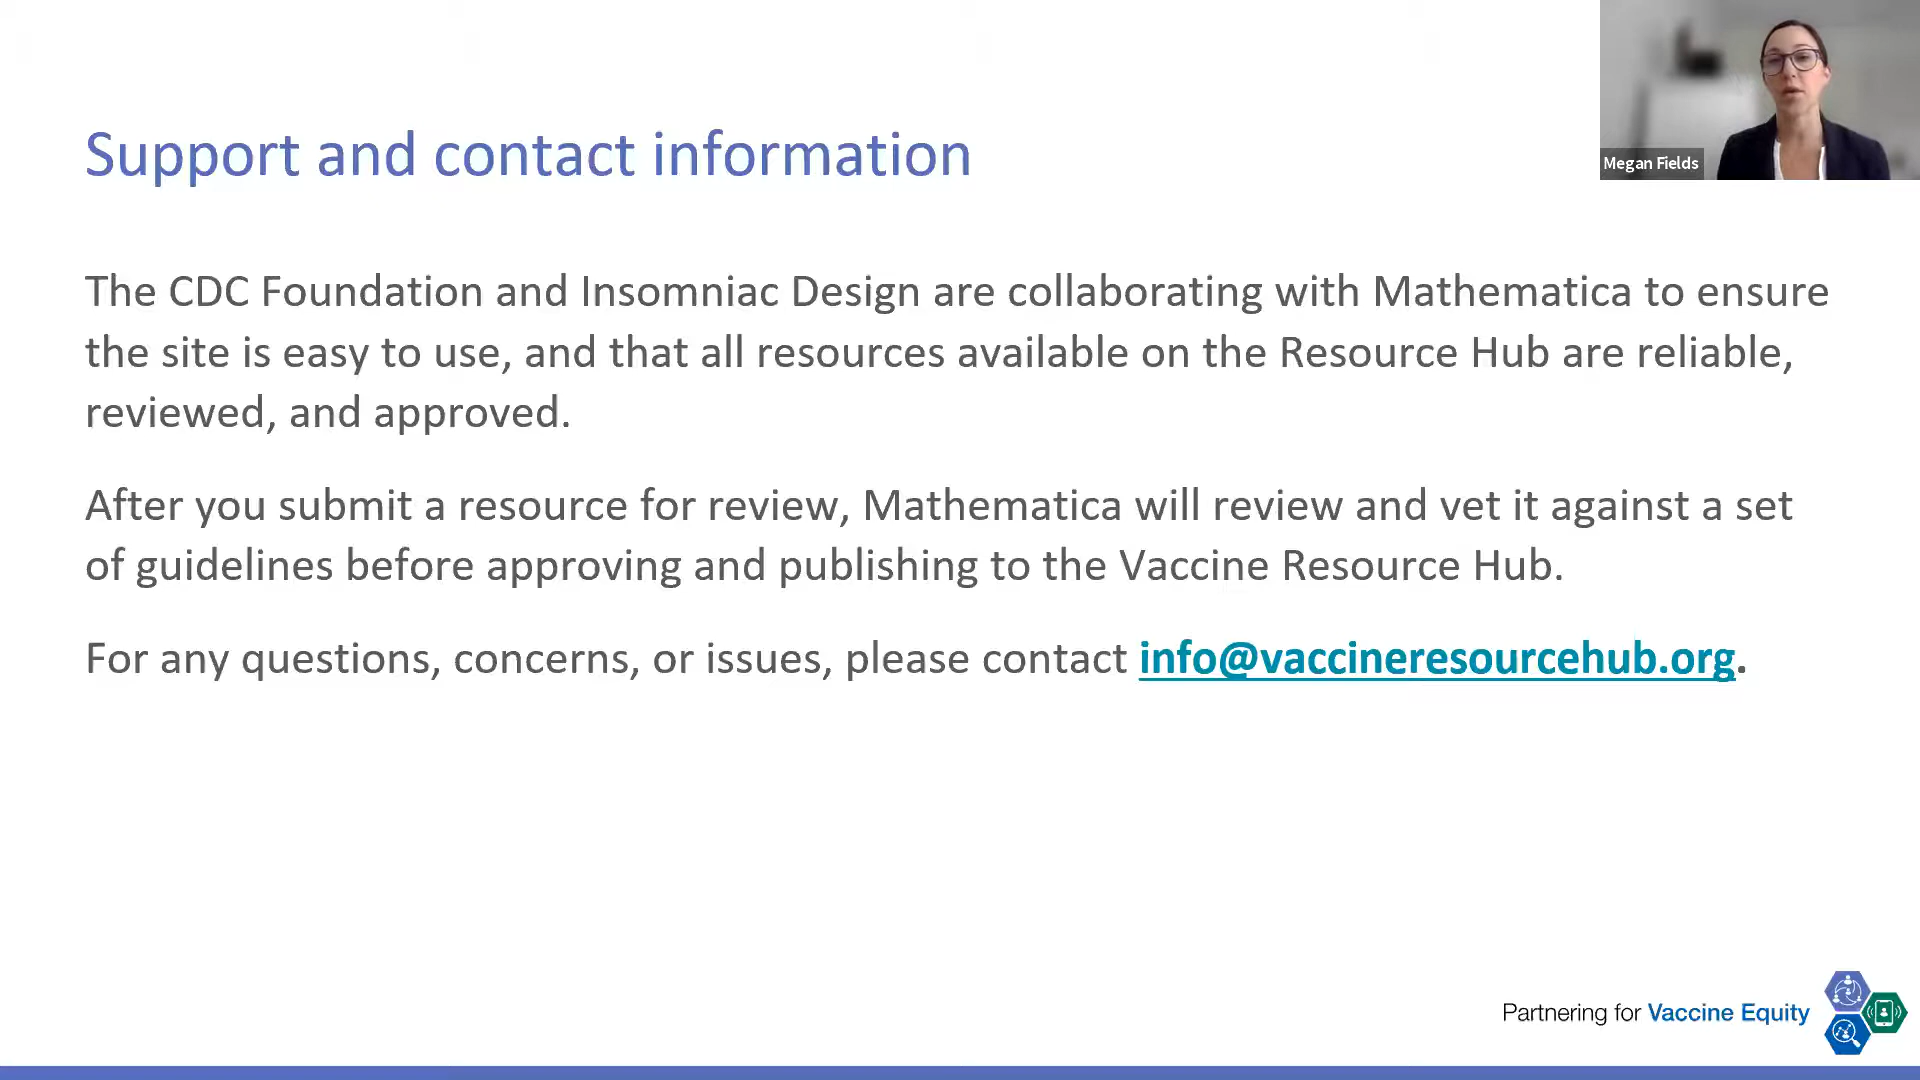 Megan Fields
Support and contact information
The CDC Foundation and Insomniac Design are collaborating with Mathematica to ensure
the site is easy to use, and that all resources available on the Resource Hub are reliable,
reviewed, and approved.
After you submit a resource for review, Mathematica will review and vet it against a set
of guidelines before approving and publishing to the Vaccine Resource Hub.
For any questions, concerns, or issues, please contact info@vaccineresourcehub.org.
Partnering for Vaccine Equity